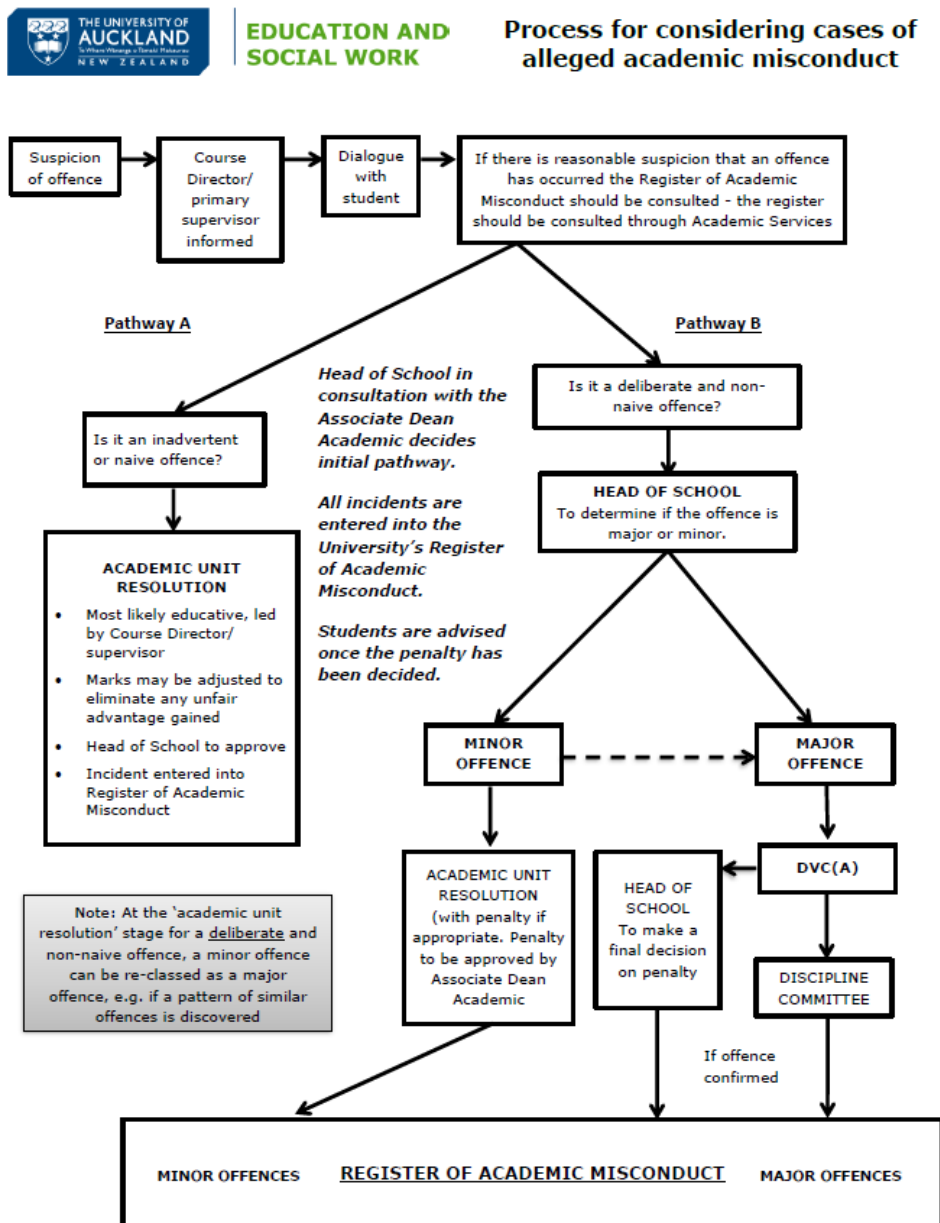 THE UNIVERSITY OF
AUCKLAND
Te Whare Wānanga o Tāmaki Makaurau
NEW ZEALAND
EDUCATION AND
SOCIAL WORK
Process for considering cases of
alleged academic misconduct
Suspicion
of offence
Course
Director/
primary
supervisor
informed
Dialogue
with
student
If there is reasonable suspicion that an offence
has occurred the Register of Academic
Misconduct should be consulted - the register
should be consulted through Academic Services
Pathway A
Pathway B
Is it an inadvertent
or naive offence?
ACADEMIC UNIT
RESOLUTION
• Most likely educative, led
by Course Director/
supervisor
• Marks may be adjusted to
eliminate any unfair
advantage gained
• Head of School to approve
• Incident entered into
Register of Academic
Misconduct
Head of School in
consultation with the
Associate Dean
Academic decides
initial pathway.
All incidents are
entered into the
University's Register
of Academic
Misconduct.
Students are advised
once the penalty has
been decided.
Is it a deliberate and non-
naive offence?
HEAD OF SCHOOL
To determine if the offence is
major or minor.
MINOR
OFFENCE
MAJOR
OFFENCE
ACADEMIC UNIT
RESOLUTION
(with penalty if
appropriate. Penalty
to be approved by
Associate Dean
Academic
HEAD OF
SCHOOL
To make a
final decision
on penalty
DVC(A)
DISCIPLINE
COMMITTEE
Note: At the 'academic unit
resolution' stage for a deliberate and
non-naive offence, a minor offence
can be re-classed as a major
offence, e.g. if a pattern of similar
offences is discovered
If offence
confirmed
MINOR OFFENCES
REGISTER OF ACADEMIC MISCONDUCT
MAJOR OFFENCES